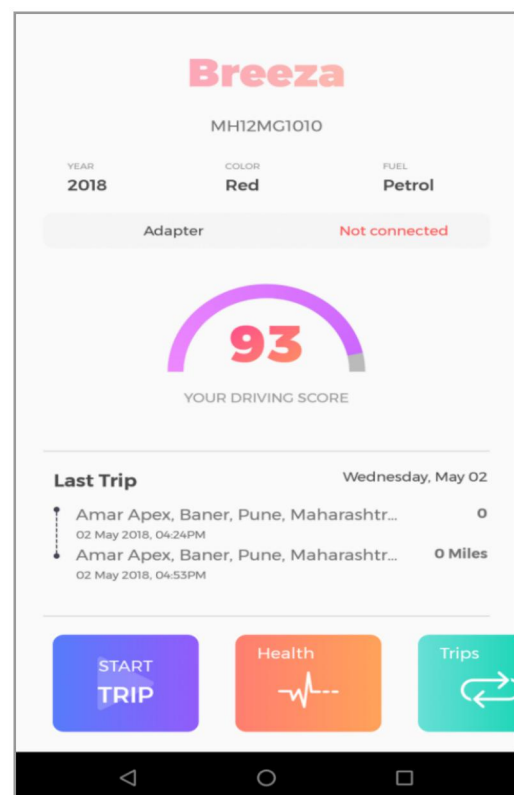 Breeza
MH12MG1010
YEAR COLOR FUEL
2018 Red Petrol
Adapter Not connected
93
YOUR DRIVING SCORE
Last Trip Wednesday, May 02
Amar Apex, Baner, Pune, Maharashtr... 0
02 May 2018, 04:24PM
Amar Apex, Baner, Pune, Maharashtr... 0 Miles
02 May 2018, 04:53PM
START Health Trips
TRIP